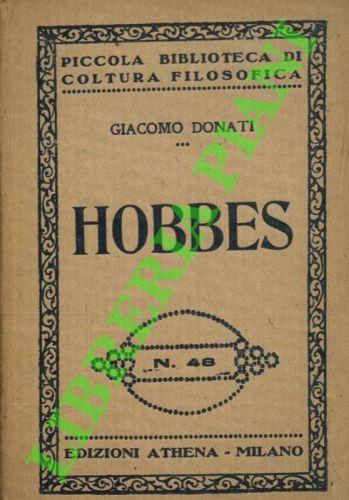 PICCOLA BIBLIOTECA DI
COLTURA FILOSOFICA
GIACOMO DONATI
HOBBES
N. 48
EDIZIONI ATHENA - MILANO
LIBRERIA PIANI